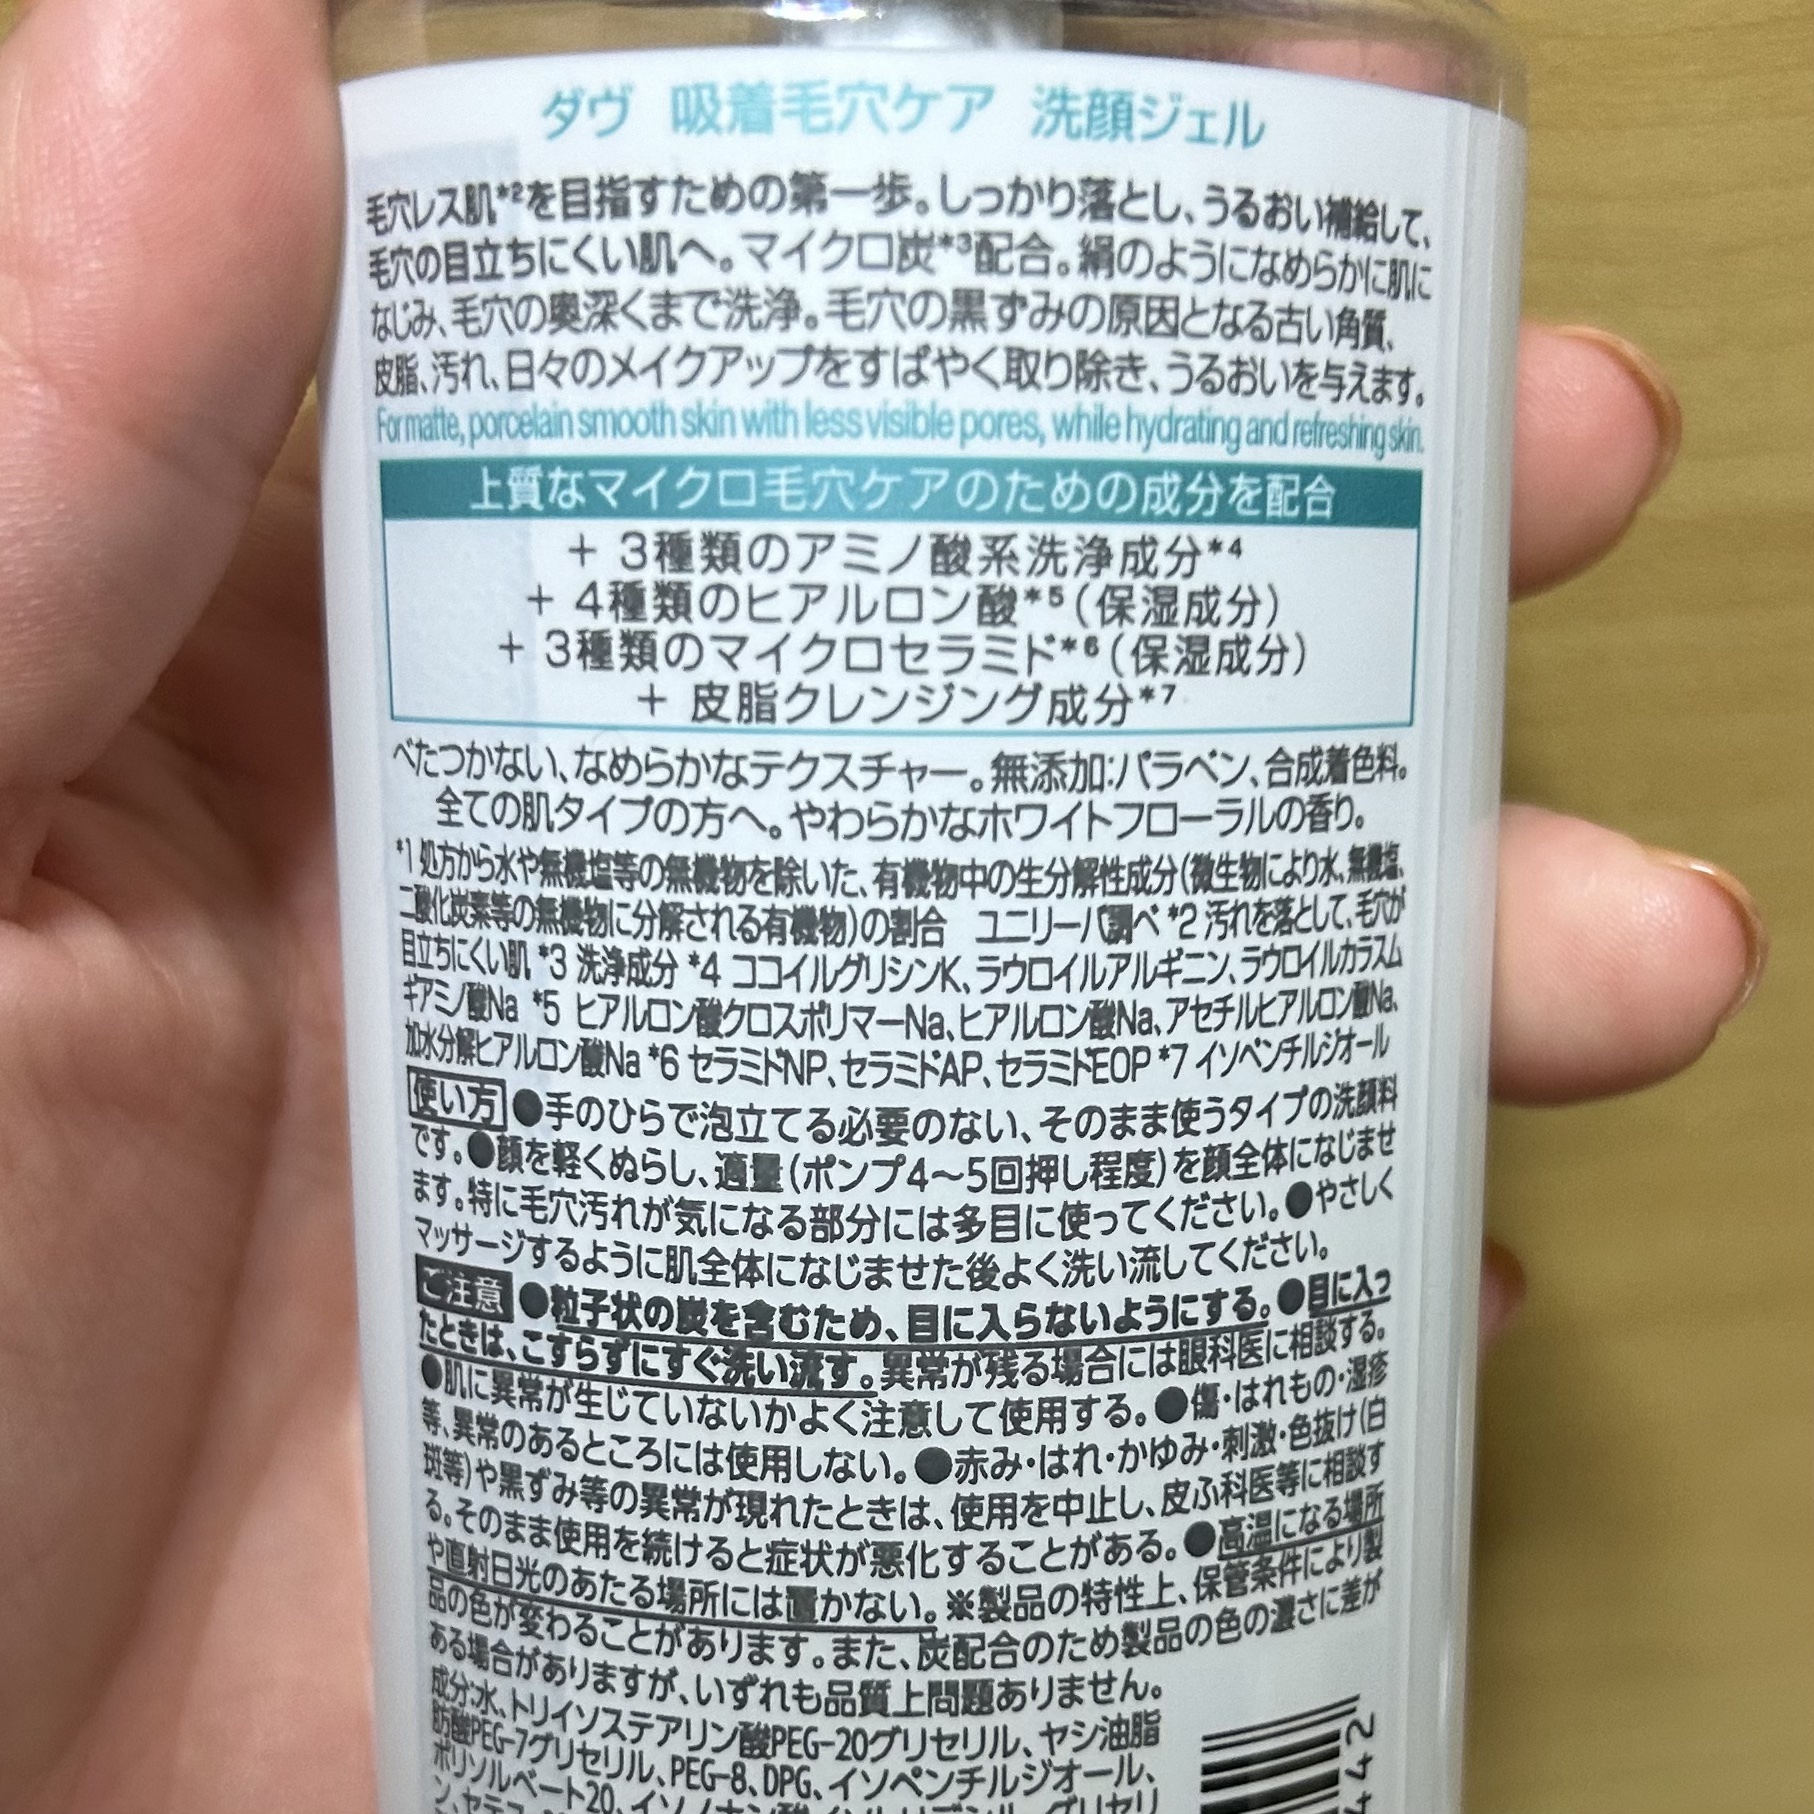 ダヴ 吸着毛穴ケア 洗顔ジェル
毛穴レス肌*2を目指すための第一歩。しっかり落とし、うるおい補給して、
毛穴の目立ちにくい肌へ。マイクロ炭*3配合。絹のようになめらかに肌に
なじみ、毛穴の奥深くまで洗浄。毛穴の黒ずみの原因となる古い角質、
皮脂、汚れ、日々のメイクアップをすばやく取り除き、うるおいを与えます。
For matte, porcelain smooth skin with less visible pores, while hydrating and refreshing skin.
上質なマイクロ毛穴ケアのための成分を配合
+ 3種類のアミノ酸系洗浄成分*4
+ 4種類のヒアルロン酸*5(保湿成分)
+ 3種類のマイクロセラミド*6(保湿成分)
+ 皮脂クレンジング成分*7
べたつかない、なめらかなテクスチャー。無添加:パラベン、合成着色料。
全ての肌タイプの方へ。やわらかなホワイトフローラルの香り。
*1 処方から水や無機塩等の無機物を除いた、有機物中の生分解性成分(微生物により水、無機塩、
二酸化炭素等の無機物に分解される有機物)の割合 ユニリーバ調べ *2 汚れを落として、毛穴が
目立ちにくい肌 *3 洗浄成分 *4 ココイルグリシンK、ラウロイルアルギニン、ラウロイルカラスム
ギアミノ酸Na *5 ヒアルロン酸クロスポリマーNa、ヒアルロン酸Na、アセチルヒアルロン酸Na、
加水分解ヒアルロン酸Na *6 セラミドNP、セラミドAP、セラミドEOP *7 イソペンチルジオール
使い方 ●手のひらで泡立てる必要のない、そのまま使うタイプの洗顔料
です。●顔を軽くぬらし、適量(ポンプ4〜5回押し程度)を顔全体になじませ
ます。特に毛穴汚れが気になる部分には多目に使ってください。●やさしく
マッサージするように肌全体になじませた後よく洗い流してください。
ご注意 ●粒子状の炭を含むため、目に入らないようにする。●目に入っ
たときは、こすらずにすぐ洗い流す。異常が残る場合には眼科医に相談する。
●肌に異常が生じていないかよく注意して使用する。●傷・はれもの・湿疹
等、異常のあるところには使用しない。●赤み・はれ・かゆみ・刺激・色抜け(白
斑等)や黒ずみ等の異常が現れたときは、使用を中止し、皮ふ科医等に相談す
る。そのまま使用を続けると症状が悪化することがある。●高温になる場所
や直射日光のあたる場所には置かない。※製品の特性上、保管条件により製
品の色が変わることがあります。また、炭配合のため製品の色の濃さに差が
ある場合がありますが、いずれも品質上問題ありません。
成分:水、トリイソステアリン酸PEG-20グリセリル、ヤシ油脂
肪酸PEG-7グリセリル、PEG-8、DPG、イソペンチルジオール、
ポリソルベート20、